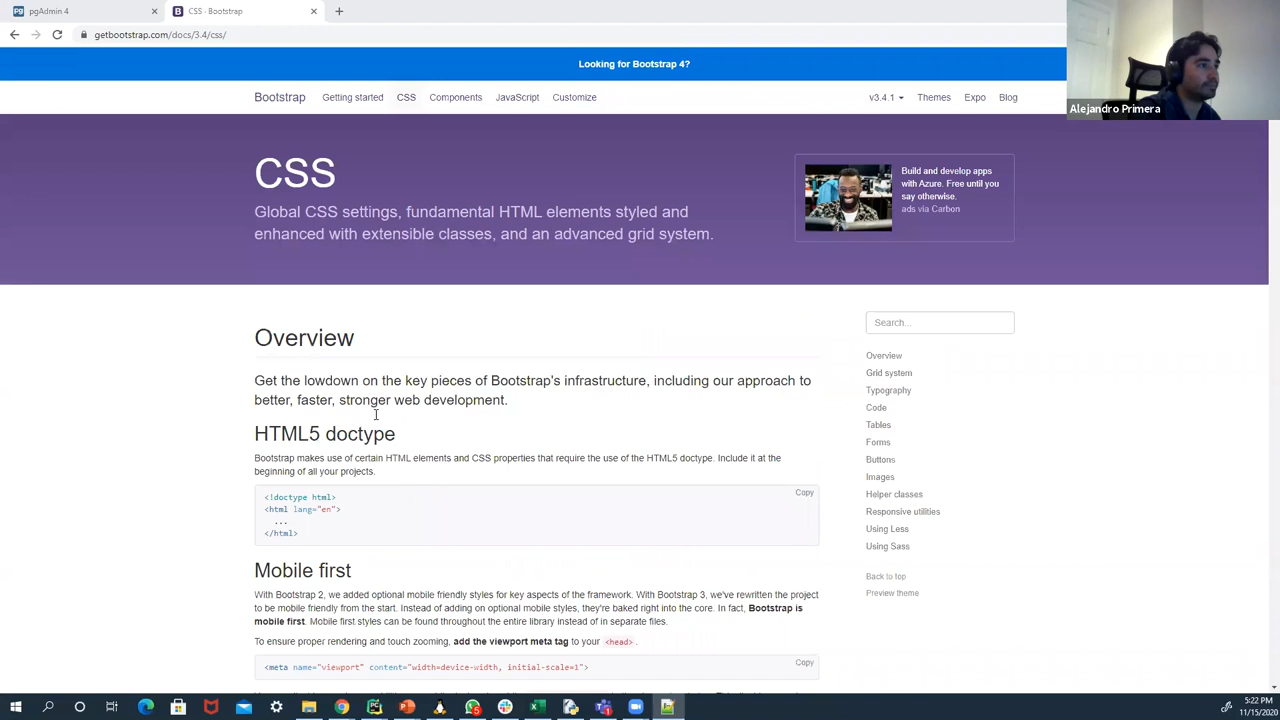 pgAdmin 4
CSS - Bootstrap
getbootstrap.com/docs/3.4/css/
Looking for Bootstrap 4?
Bootstrap Getting started CSS Components JavaScript Customize v3.4.1 Themes Expo Blog
Alejandro Primera
CSS
Global CSS settings, fundamental HTML elements styled and
enhanced with extensible classes, and an advanced grid system.
Build and develop apps
with Azure. Free until you
say otherwise.
ads via Carbon
Overview
Get the lowdown on the key pieces of Bootstrap's infrastructure, including our approach to
better, faster, stronger web development.
HTML5 doctype
Bootstrap makes use of certain HTML elements and CSS properties that require the use of the HTML5 doctype. Include it at the
beginning of all your projects.
Copy
<!doctype html>
<html lang="en">
...
</html>
Mobile first
With Bootstrap 2, we added optional mobile friendly styles for key aspects of the framework. With Bootstrap 3, we've rewritten the project
to be mobile friendly from the start. Instead of adding on optional mobile styles, they're baked right into the core. In fact, Bootstrap is
mobile first. Mobile first styles can be found throughout the entire library instead of in separate files.
To ensure proper rendering and touch zooming, add the viewport meta tag to your <head>.
Copy
<meta name="viewport" content="width=device-width, initial-scale=1">
Search...
Overview
Grid system
Typography
Code
Tables
Forms
Buttons
Images
Helper classes
Responsive utilities
Using Less
Using Sass
Back to top
Preview theme
5:22 PM
11/15/2020